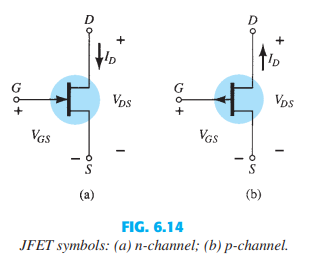 D
D
+
+
I_D
I_D
G
G
V_DS
V_DS
+
+
V_GS
V_GS
−
−
−
−
S
S
(a)
(b)
FIG. 6.14
JFET symbols: (a) n-channel; (b) p-channel.